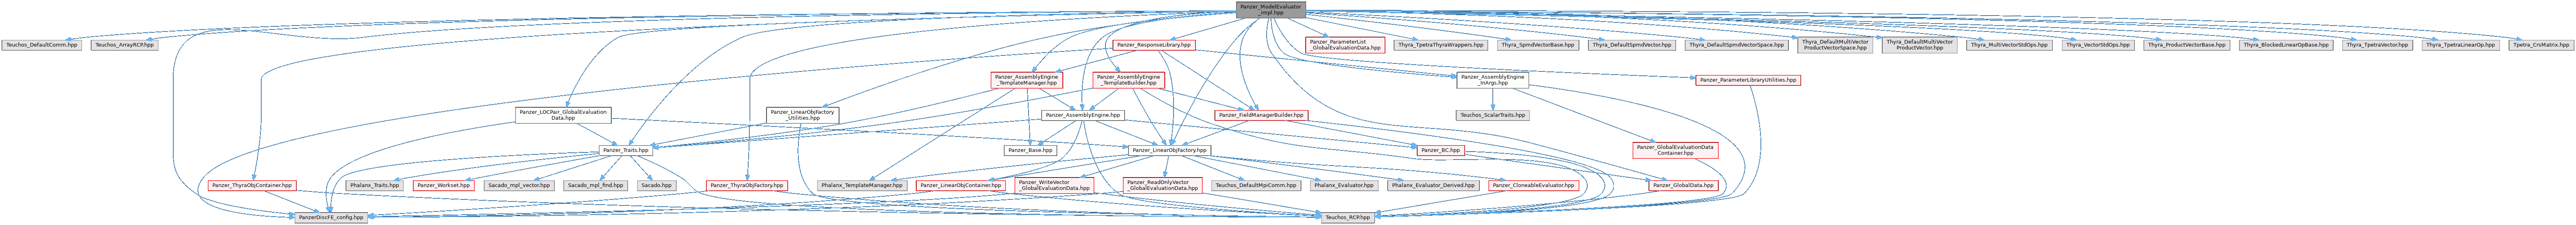 Panzer_ModelEvaluator
_impl.hpp
Teuchos_DefaultComm.hpp
Teuchos_ArrayRCP.hpp
Panzer_ResponseLibrary.hpp
Panzer_ParameterList
_GlobalEvaluationData.hpp
Thyra_TpetraThyraWrappers.hpp
Thyra_SpmdVectorBase.hpp
Thyra_DefaultSpmdVector.hpp
Thyra_DefaultSpmdVectorSpace.hpp
Thyra_DefaultMultiVector
ProductVectorSpace.hpp
Thyra_DefaultMultiVector
ProductVector.hpp
Thyra_MultiVectorStdOps.hpp
Thyra_VectorStdOps.hpp
Thyra_ProductVectorBase.hpp
Thyra_BlockedLinearOpBase.hpp
Thyra_TpetraVector.hpp
Thyra_TpetraLinearOp.hpp
Tpetra_CrsMatrix.hpp
Panzer_AssemblyEngine
_TemplateManager.hpp
Panzer_AssemblyEngine
_TemplateBuilder.hpp
Panzer_AssemblyEngine
_InArgs.hpp
Panzer_ParameterLibraryUtilities.hpp
Panzer_LOCPair_GlobalEvaluation
Data.hpp
Panzer_LinearObjFactory
_Utilities.hpp
Panzer_AssemblyEngine.hpp
Panzer_FieldManagerBuilder.hpp
Teuchos_ScalarTraits.hpp
Panzer_Traits.hpp
Panzer_Base.hpp
Panzer_LinearObjFactory.hpp
Panzer_BC.hpp
Panzer_GlobalEvaluationData
Container.hpp
Panzer_ThyraObjContainer.hpp
Phalanx_Traits.hpp
Panzer_Workset.hpp
Sacado_mpl_vector.hpp
Sacado_mpl_find.hpp
Sacado.hpp
Panzer_ThyraObjFactory.hpp
Phalanx_TemplateManager.hpp
Panzer_LinearObjContainer.hpp
Panzer_WriteVector
_GlobalEvaluationData.hpp
Panzer_ReadOnlyVector
_GlobalEvaluationData.hpp
Teuchos_DefaultMpiComm.hpp
Phalanx_Evaluator.hpp
Phalanx_Evaluator_Derived.hpp
Panzer_CloneableEvaluator.hpp
Panzer_GlobalData.hpp
PanzerDiscFE_config.hpp
Teuchos_RCP.hpp